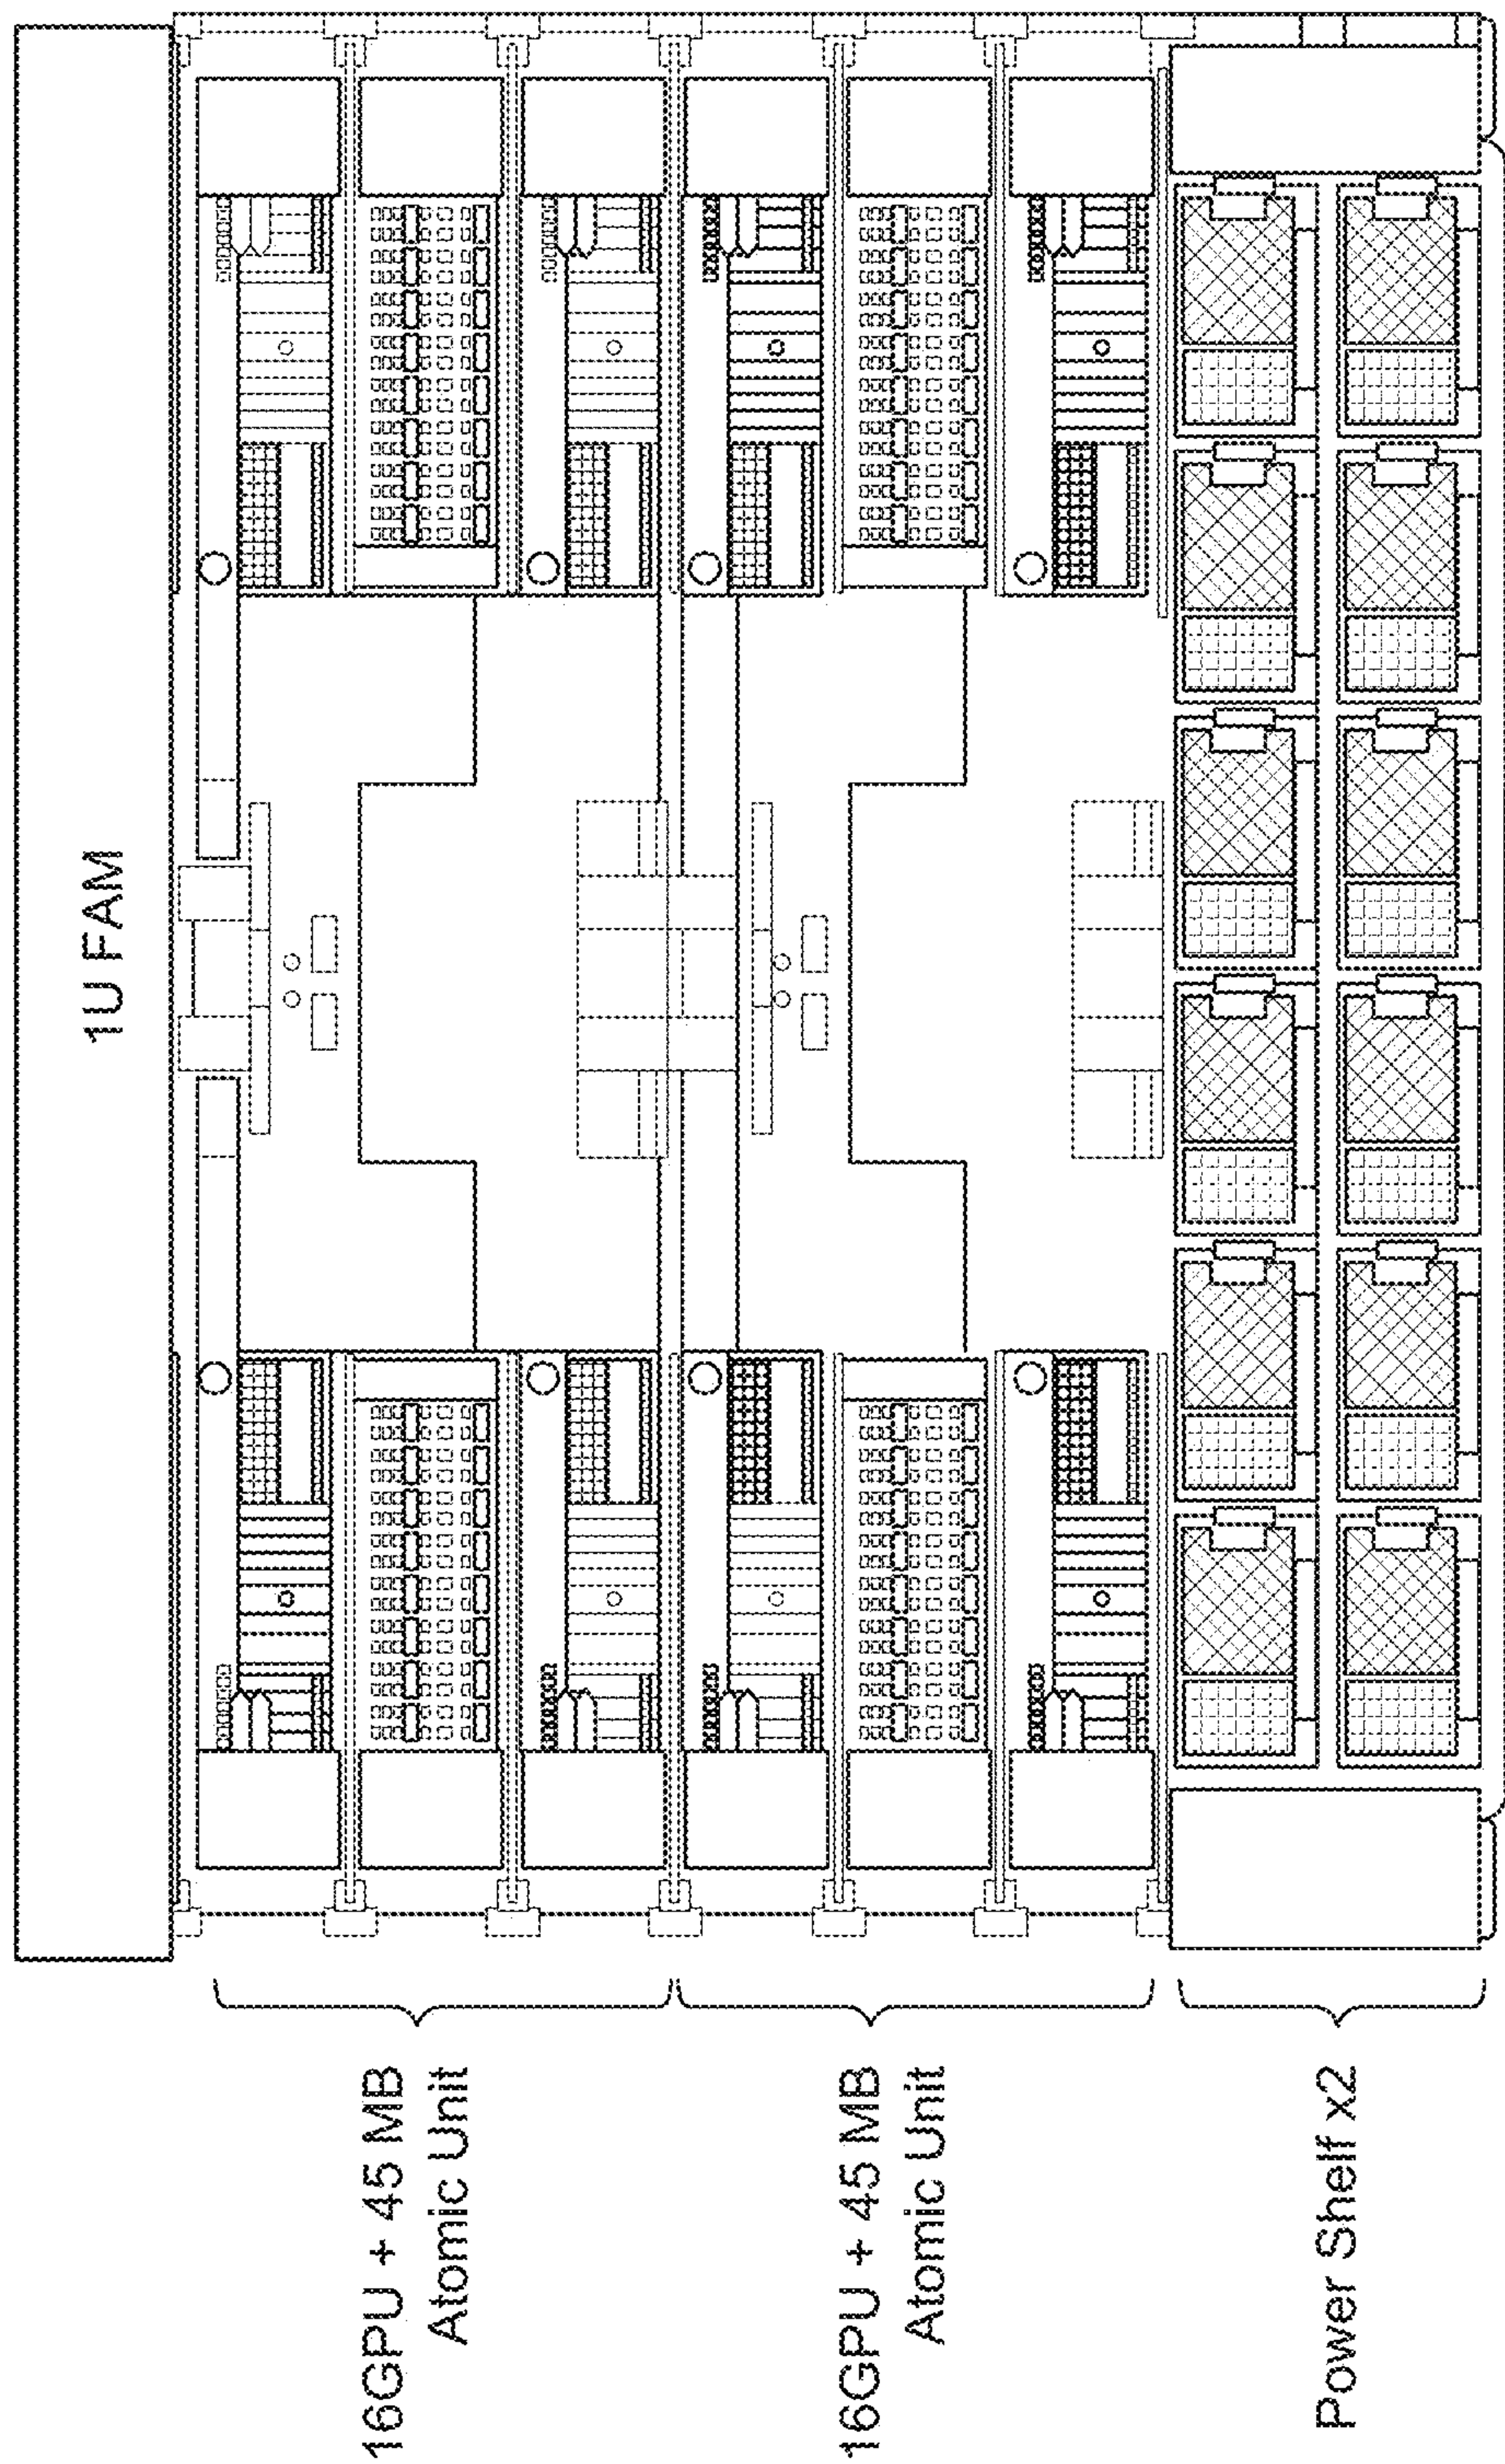 1U FAM
16GPU + 45 MB
Atomic Unit
16GPU + 45 MB
Atomic Unit
Power Shelf x2